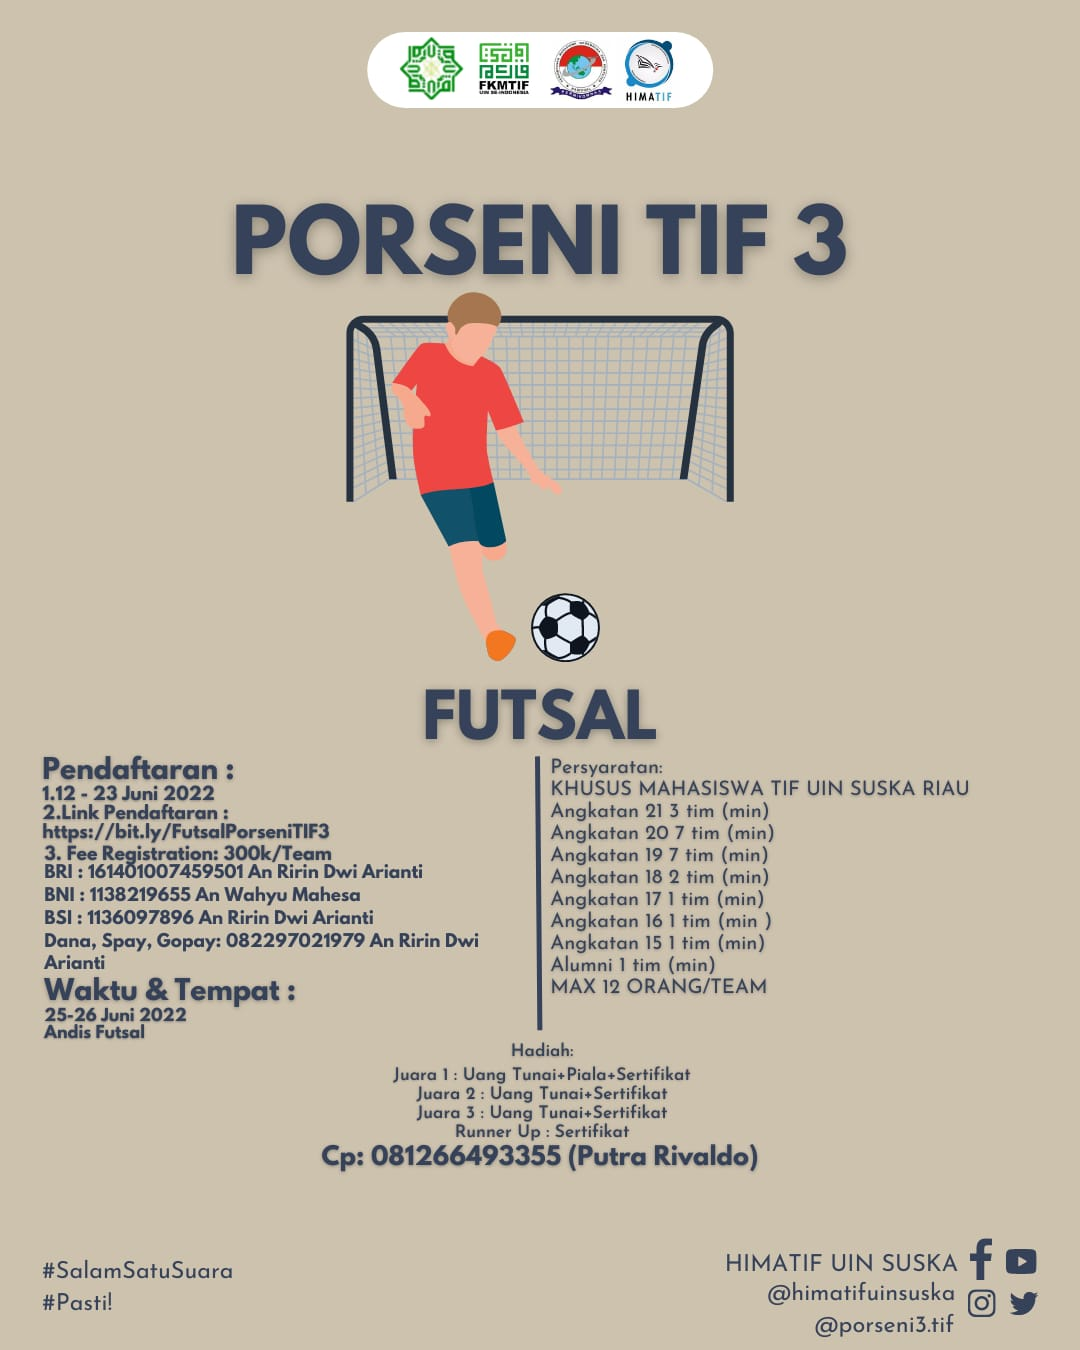 FKMTIF
UIN SE-INDONESIA
HIMATIF
PORSENI TIF 3
FUTSAL
Pendaftaran :
1.12 - 23 Juni 2022
2.Link Pendaftaran :
https://bit.ly/FutsalPorseniTIF3
3. Fee Registration: 300k/Team
BRI : 161401007459501 An Ririn Dwi Arianti
BNI : 1138219655 An Wahyu Mahesa
BSI : 1136097896 An Ririn Dwi Arianti
Dana, Spay, Gopay: 082297021979 An Ririn Dwi
Arianti
Waktu & Tempat :
25-26 Juni 2022
Andis Futsal
Persyaratan:
KHUSUS MAHASISWA TIF UIN SUSKA RIAU
Angkatan 21 3 tim (min)
Angkatan 20 7 tim (min)
Angkatan 19 7 tim (min)
Angkatan 18 2 tim (min)
Angkatan 17 1 tim (min)
Angkatan 16 1 tim (min )
Angkatan 15 1 tim (min)
Alumni 1 tim (min)
MAX 12 ORANG/TEAM
Hadiah:
Juara 1 : Uang Tunai+Piala+Sertifikat
Juara 2 : Uang Tunai+Sertifikat
Juara 3 : Uang Tunai+Sertifikat
Runner Up : Sertifikat
Cp: 081266493355 (Putra Rivaldo)
#SalamSatuSuara
#Pasti!
HIMATIF UIN SUSKA
@himatifuinsuska
@porseni3.tif